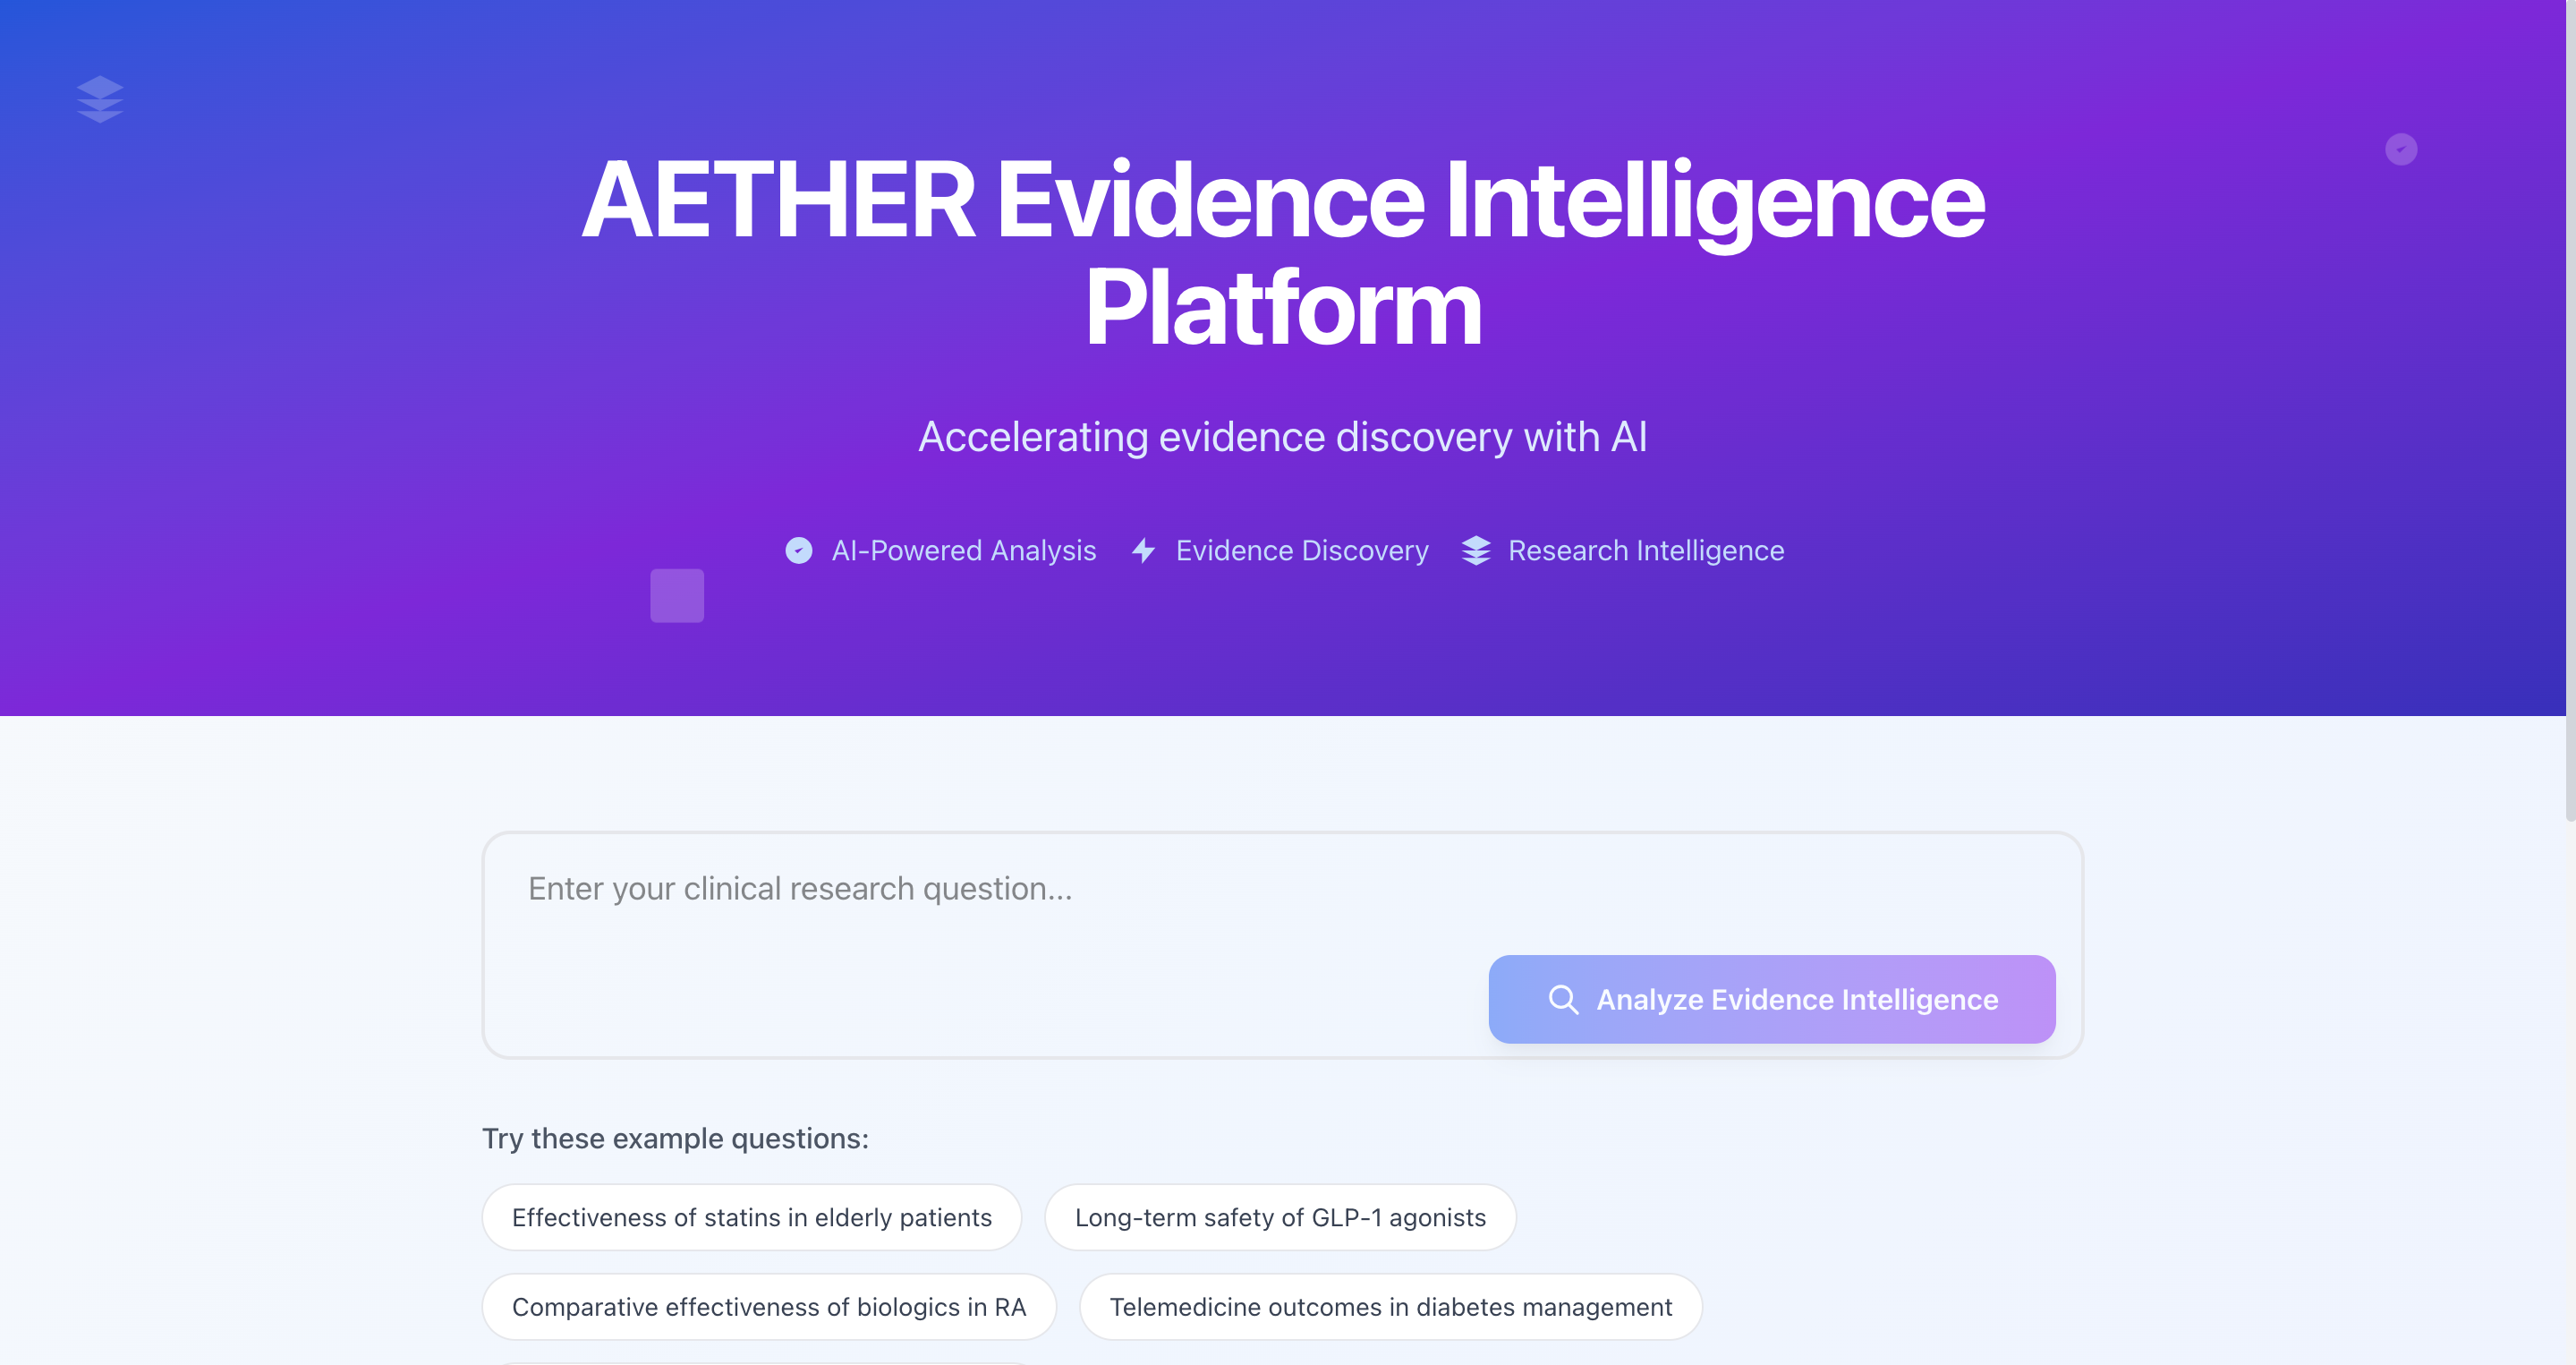 AETHER Evidence Intelligence
Platform
Accelerating evidence discovery with AI
AI-Powered Analysis Evidence Discovery Research Intelligence
Enter your clinical research question...
Analyze Evidence Intelligence
Try these example questions:
Effectiveness of statins in elderly patients Long-term safety of GLP-1 agonists
Comparative effectiveness of biologics in RA Telemedicine outcomes in diabetes management